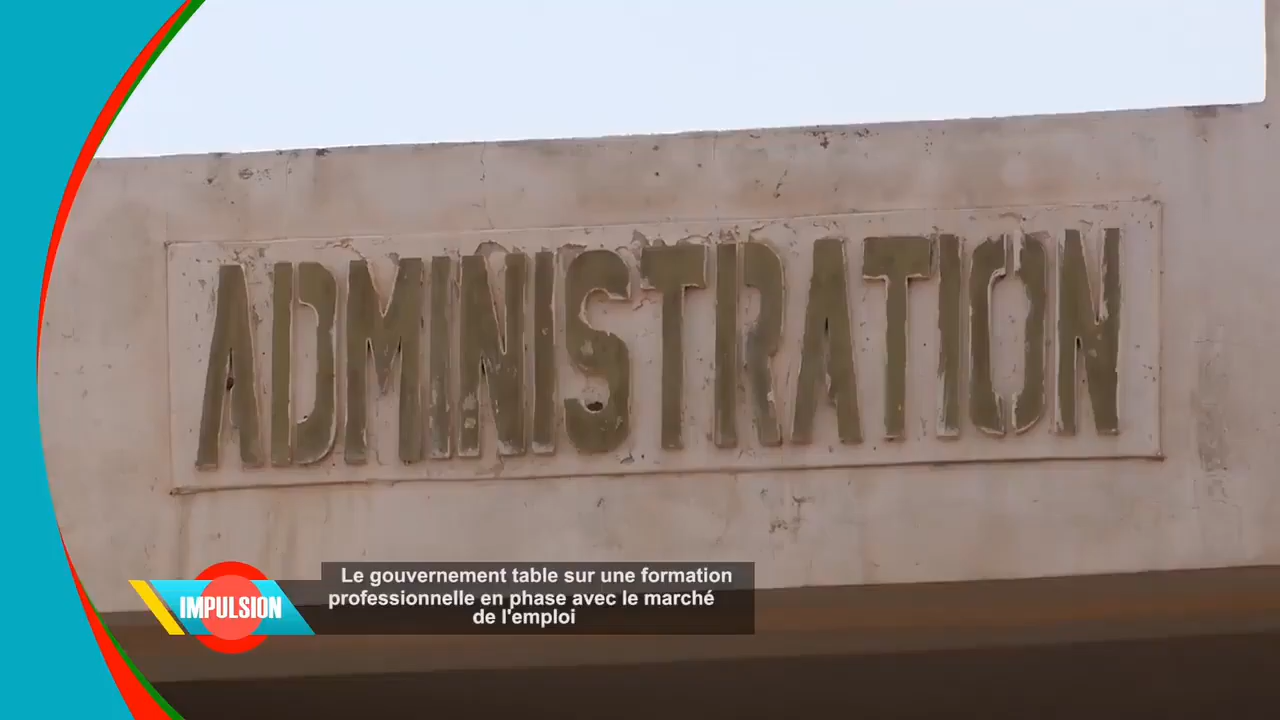 ADMINISTRATION
IMPULSION
Le gouvernement table sur une formation
professionnelle en phase avec le marché
de l'emploi